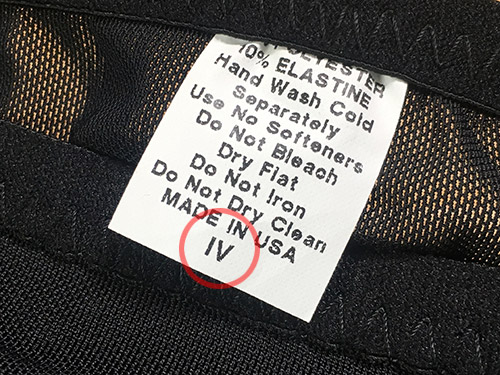 POLYESTER
10% ELASTINE
Hand Wash Cold
Separately
Use No Softeners
Do Not Bleach
Dry Flat
Do Not Iron
Do Not Dry Clean
MADE IN USA
IV